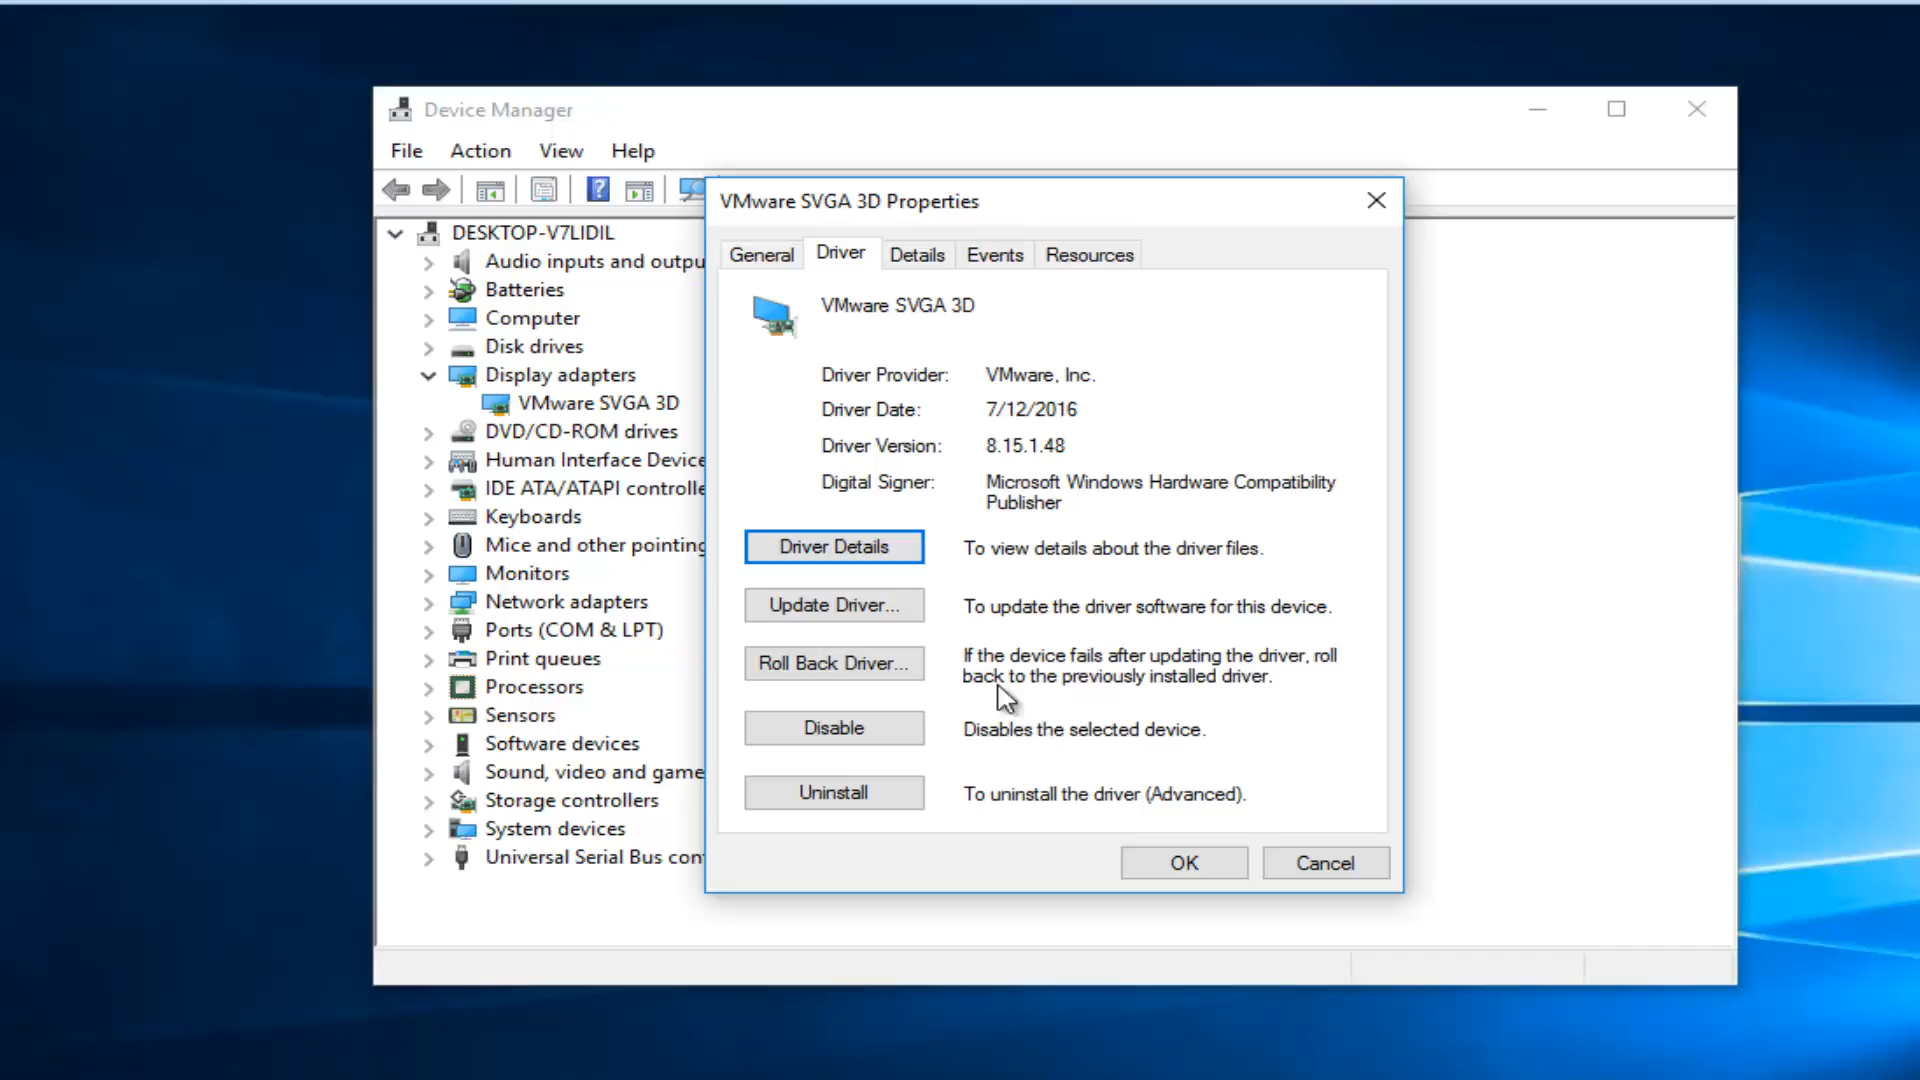 Device Manager
File Action View Help
VMware SVGA 3D Properties
DESKTOP-V7LIDIL
Audio inputs and outpu
Batteries
Computer
Disk drives
Display adapters
VMware SVGA 3D
DVD/CD-ROM drives
Human Interface Device
IDE ATA/ATAPI controlle
Keyboards
Mice and other pointing
Monitors
Network adapters
Ports (COM & LPT)
Print queues
Processors
Sensors
Software devices
Sound, video and game
Storage controllers
System devices
Universal Serial Bus con
General Driver Details Events Resources
VMware SVGA 3D
Driver Provider: VMware, Inc.
Driver Date: 7/12/2016
Driver Version: 8.15.1.48
Digital Signer: Microsoft Windows Hardware Compatibility
Publisher
Driver Details To view details about the driver files.
Update Driver... To update the driver software for this device.
Roll Back Driver... If the device fails after updating the driver, roll
back to the previously installed driver.
Disable Disables the selected device.
Uninstall To uninstall the driver (Advanced).
OK Cancel